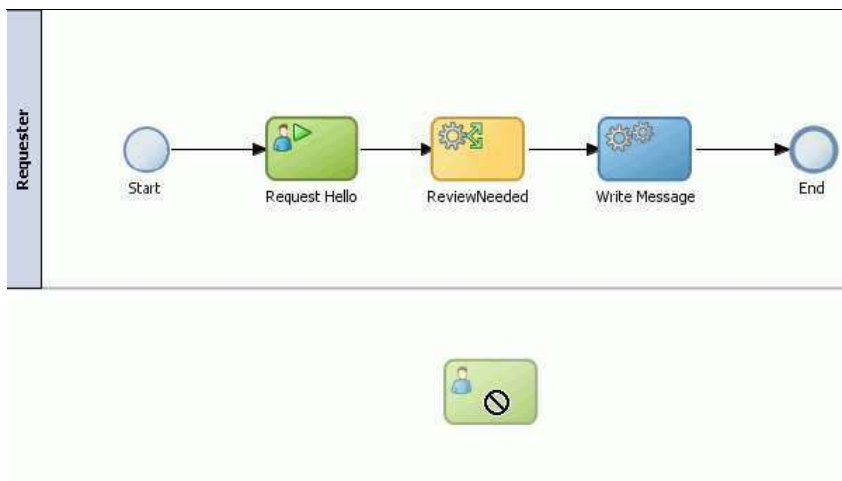 Requester
Start
Request Hello
ReviewNeeded
Write Message
End